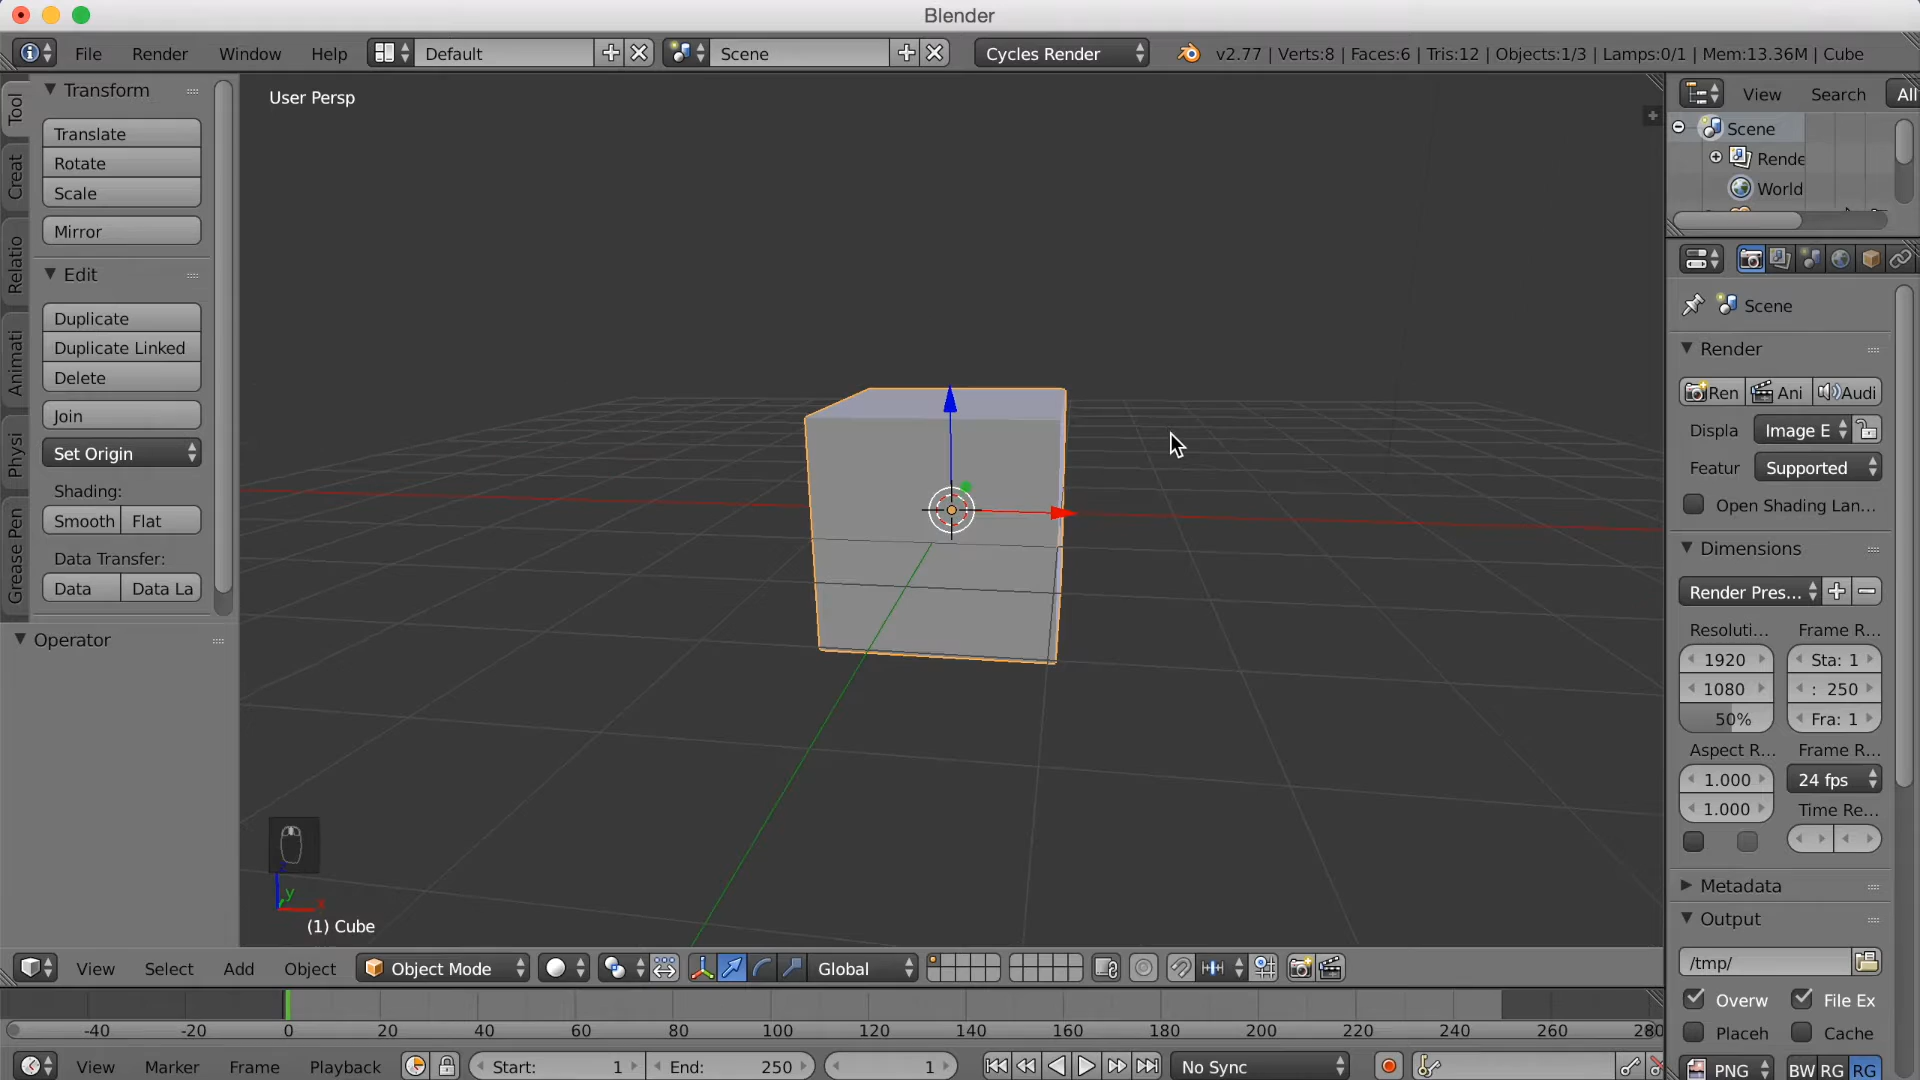 Blender
File Render Window Help Default Scene Cycles Render v2.77 | Verts:8 | Faces:6 | Tris:12 | Objects:1/3 | Lamps:0/1 | Mem:13.36M | Cube
Tool
Creat
Relatio
Animati
Physi
Grease Pen
Transform
Translate
Rotate
Scale
Mirror
Edit
Duplicate
Duplicate Linked
Delete
Join
Set Origin
Shading:
Smooth Flat
Data Transfer:
Data Data La
Operator
User Persp
y
x
(1) Cube
View Search All
Scene
Rende
World
Scene
Render
Ren Ani Audi
Displa Image E
Featur Supported
Open Shading Lan...
Dimensions
Render Pres...
Resoluti... Frame R...
1920 Sta: 1
1080 : 250
50% Fra: 1
Aspect R... Frame R...
1.000 24 fps
1.000 Time Re...
Metadata
Output
/tmp/
Overw File Ex
Placeh Cache
PNG BW RG RG
View Select Add Object Object Mode Global
-40 -20 0 20 40 60 80 100 120 140 160 180 200 220 240 260 280
View Marker Frame Playback Start: 1 End: 250 1 No Sync